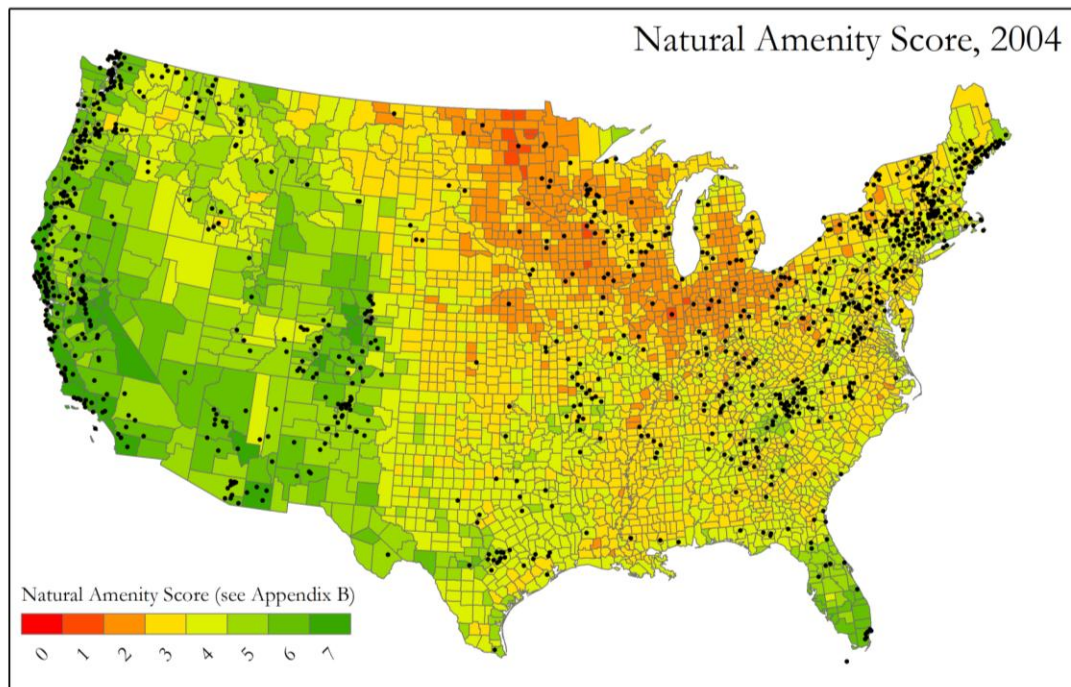 Natural Amenity Score, 2004
Natural Amenity Score (see Appendix B)
0 1 2 3 4 5 6 7